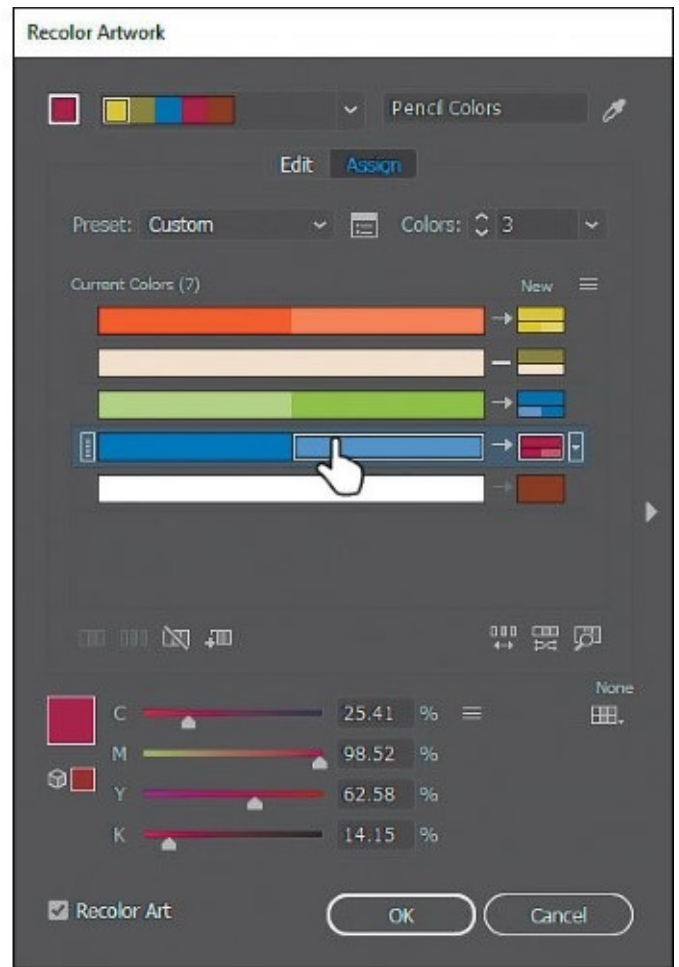 Recolor Artwork
Pencil Colors
Edit Assign
Preset: Custom Colors: 3
Current Colors (7) New
None
C 25.41 %
M 98.52 %
Y 62.58 %
K 14.15 %
Recolor Art OK Cancel